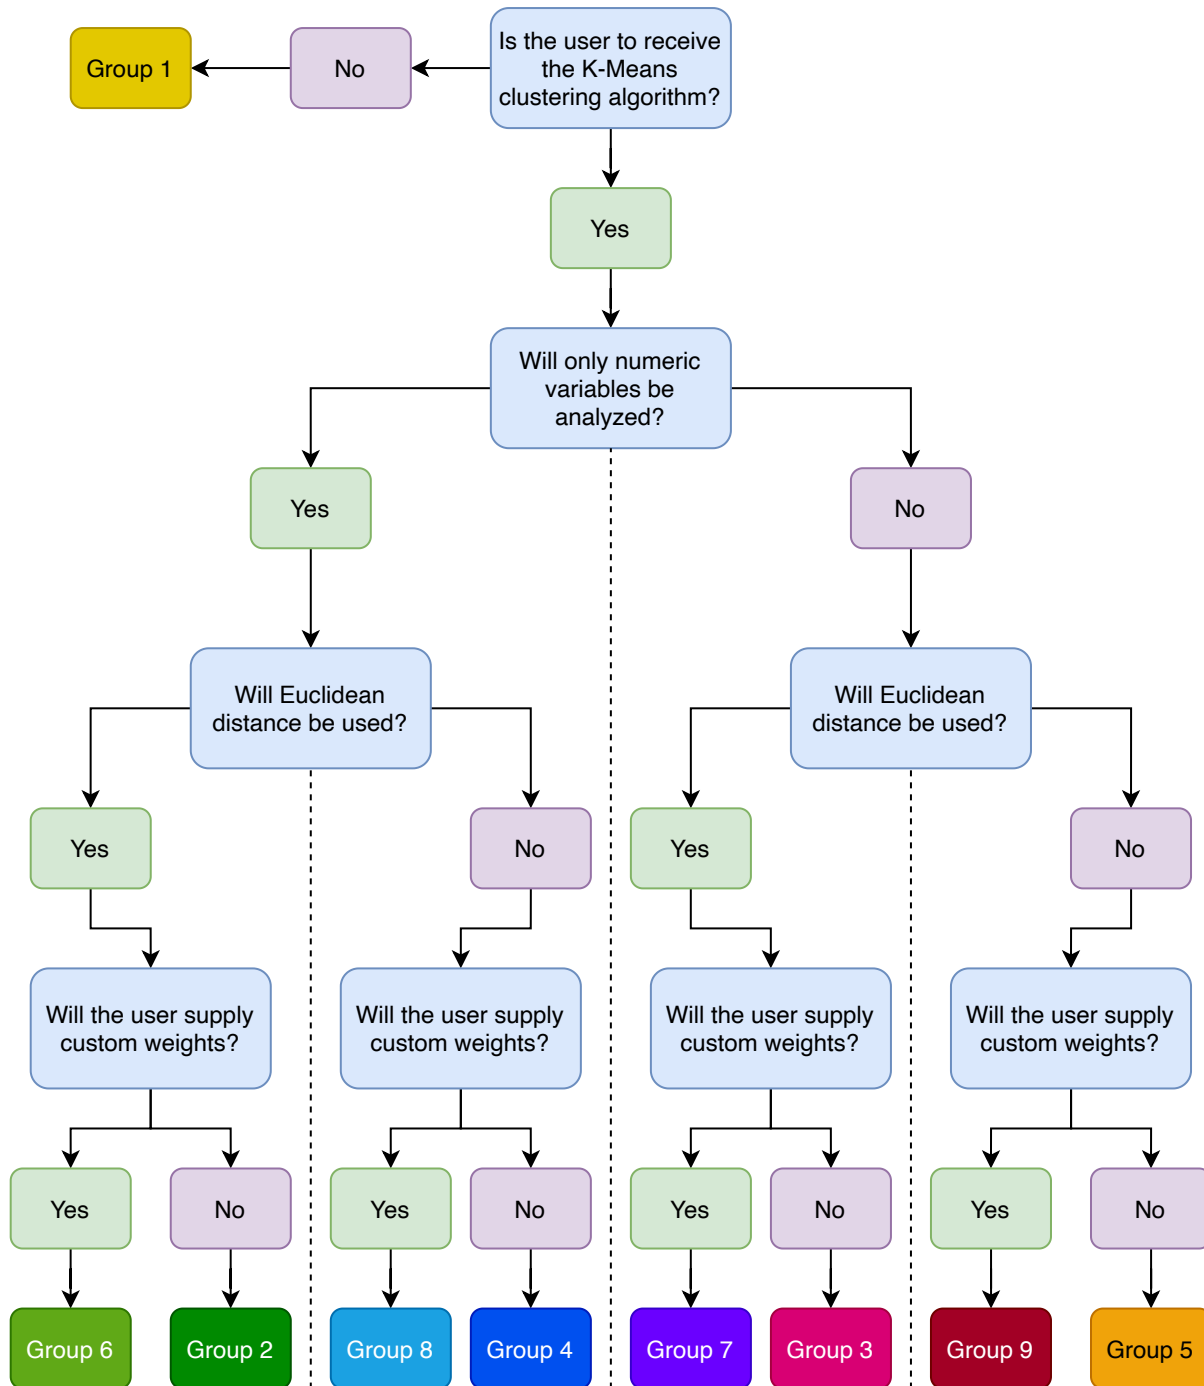 Is the user to receive
the K-Means
clustering algorithm?
No
Group 1
Yes
Will only numeric
variables be
analyzed?
Yes
No
Will Euclidean
distance be used?
Will Euclidean
distance be used?
Yes
No
Yes
No
Will the user supply
custom weights?
Will the user supply
custom weights?
Will the user supply
custom weights?
Will the user supply
custom weights?
Yes
No
Yes
No
Yes
No
Yes
No
Group 6
Group 2
Group 8
Group 4
Group 7
Group 3
Group 9
Group 5